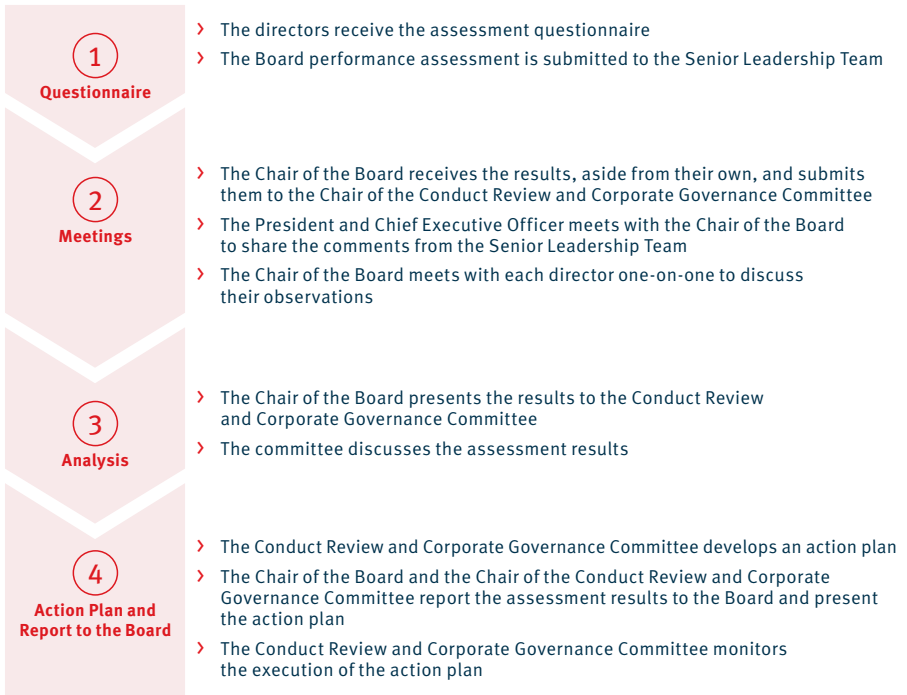 1
Questionnaire
› The directors receive the assessment questionnaire
› The Board performance assessment is submitted to the Senior Leadership Team
2
Meetings
› The Chair of the Board receives the results, aside from their own, and submits
them to the Chair of the Conduct Review and Corporate Governance Committee
› The President and Chief Executive Officer meets with the Chair of the Board
to share the comments from the Senior Leadership Team
› The Chair of the Board meets with each director one-on-one to discuss
their observations
3
Analysis
› The Chair of the Board presents the results to the Conduct Review
and Corporate Governance Committee
› The committee discusses the assessment results
4
Action Plan and
Report to the Board
› The Conduct Review and Corporate Governance Committee develops an action plan
› The Chair of the Board and the Chair of the Conduct Review and Corporate
Governance Committee report the assessment results to the Board and present
the action plan
› The Conduct Review and Corporate Governance Committee monitors
the execution of the action plan